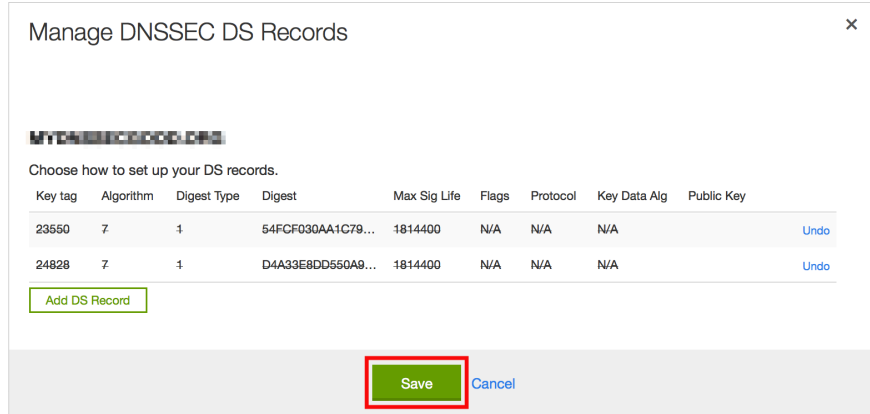 Manage DNSSEC DS Records ×
Choose how to set up your DS records.
Key tag Algorithm Digest Type Digest Max Sig Life Flags Protocol Key Data Alg Public Key
23550 7 1 54FCF030AA1C79... 1814400 N/A N/A N/A Undo
24828 7 1 D4A33E8DD550A9... 1814400 N/A N/A N/A Undo
Add DS Record
Save Cancel